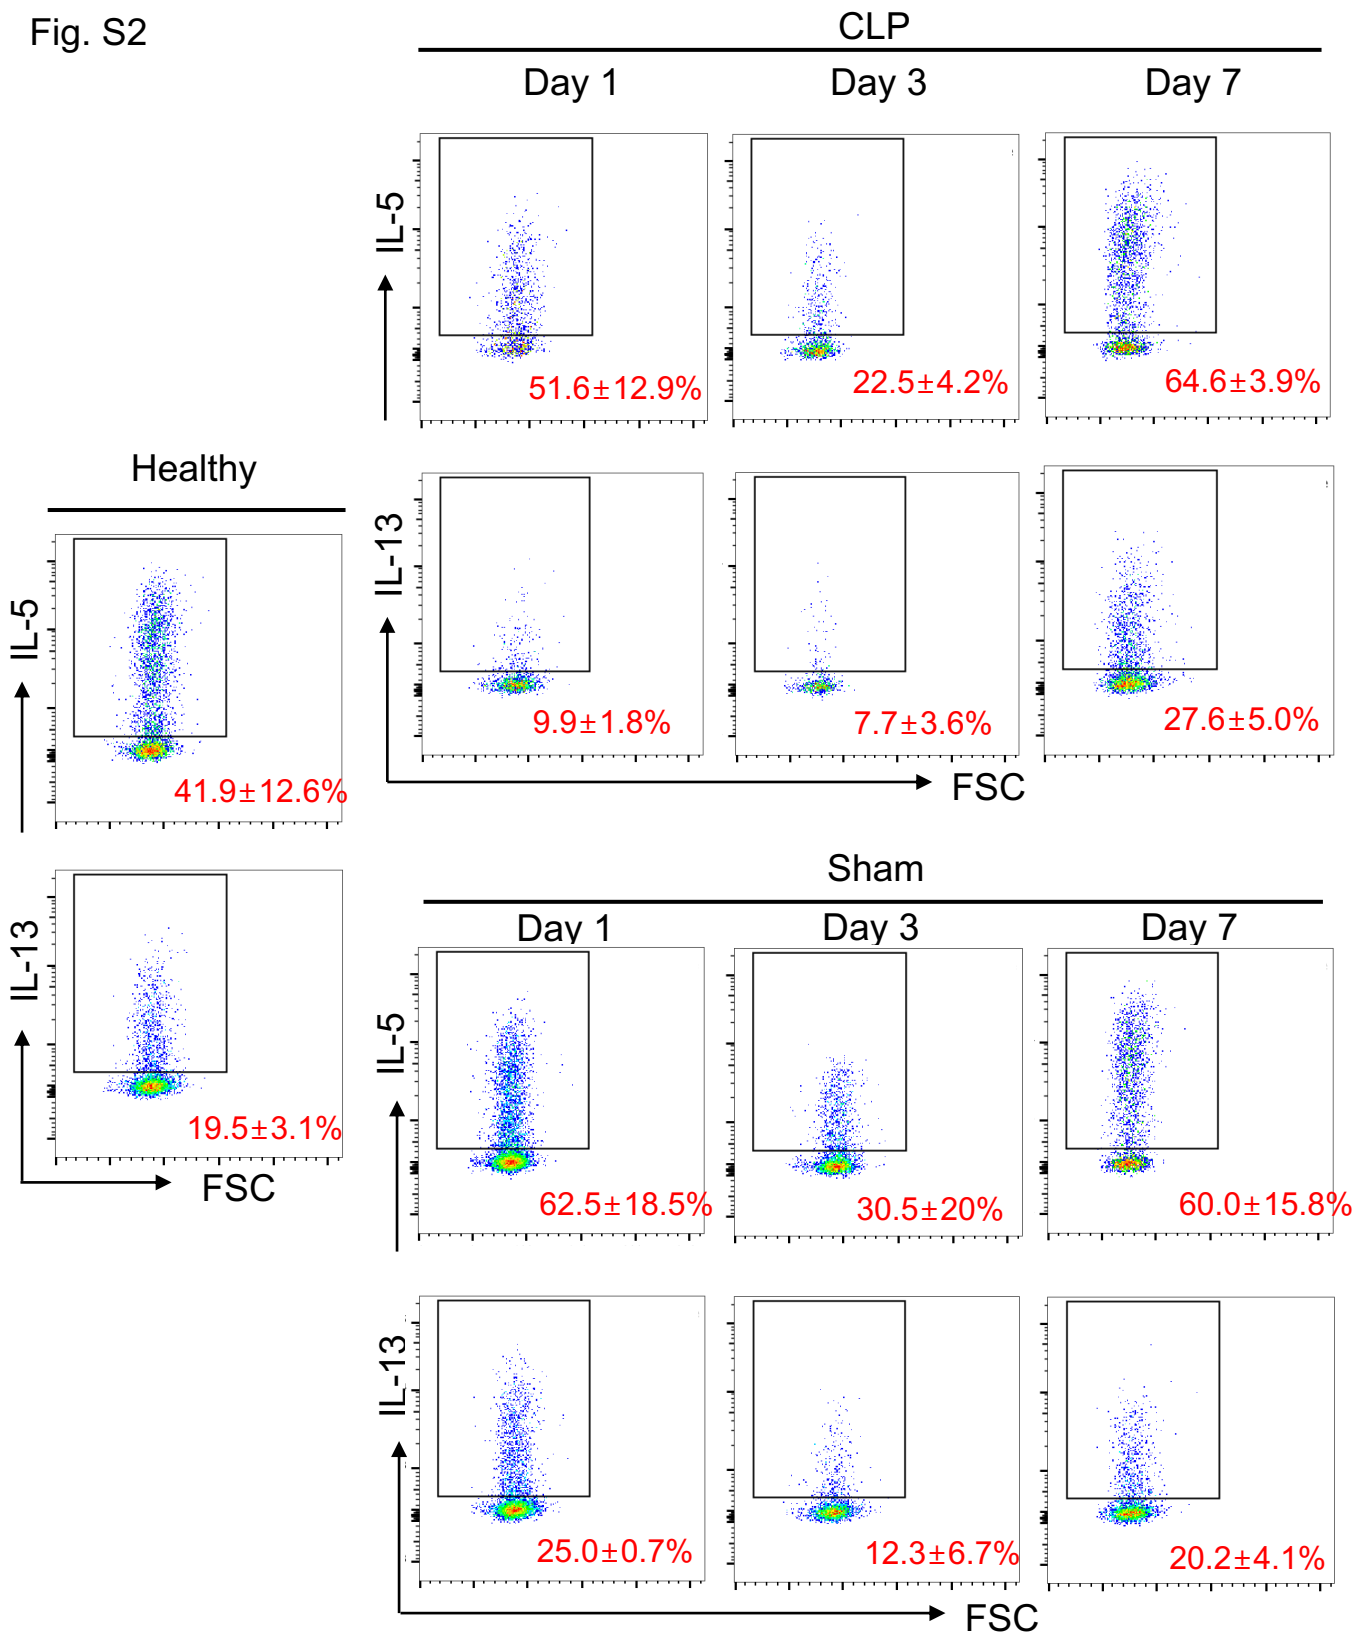 Fig. S2
CLP
Day 1
Day 3
Day 7
IL-5
51.6±12.9%
22.5±4.2%
64.6±3.9%
Healthy
IL-13
9.9±1.8%
7.7±3.6%
27.6±5.0%
FSC
IL-5
41.9±12.6%
IL-13
19.5±3.1%
FSC
Sham
Day 1
Day 3
Day 7
IL-5
62.5±18.5%
30.5±20%
60.0±15.8%
IL-13
25.0±0.7%
12.3±6.7%
20.2±4.1%
FSC